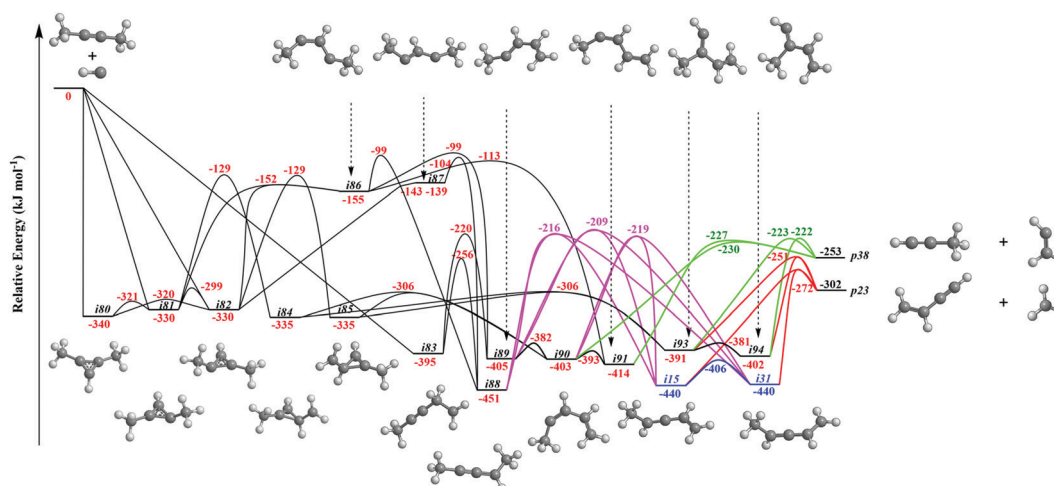 Relative Energy (kJ mol⁻¹)
+
0
-129
-129
-152
-99
-99
-104
-113
i86
-155
i87
-143 -139
-216
-209
-219
-227
-230
-223
-222
-253
p38
-251
-272
-302
p23
+
+
-220
-256
i80
-321
-340
-320
i81
-330
-299
i82
-330
i84
-335
i85
-335
-306
-306
i83
-395
i89
-405
i88
-451
-382
i90
-403
-393
i91
-414
i93
-391
-381
i94
-402
i15
-440
-406
i31
-440